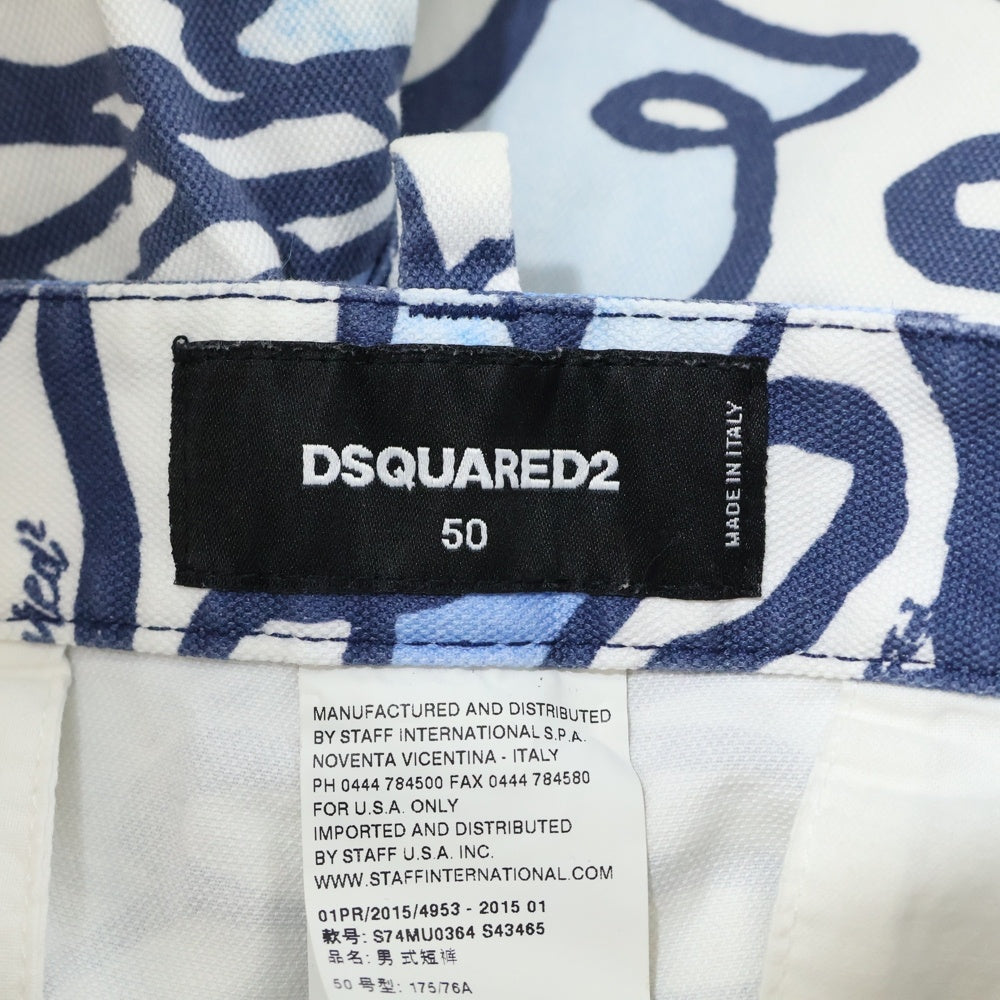 DSQUARED2
50
MADE IN ITALY
MANUFACTURED AND DISTRIBUTED
BY STAFF INTERNATIONAL S.P.A.
NOVENTA VICENTINA - ITALY
PH 0444 784500 FAX 0444 784580
FOR U.S.A. ONLY
IMPORTED AND DISTRIBUTED
BY STAFF U.S.A. INC.
WWW.STAFFINTERNATIONAL.COM
01PR/2015/4953 - 2015 01
款号: S74MU0364 S43465
品名: 男式短裤
50 号型: 175/76A